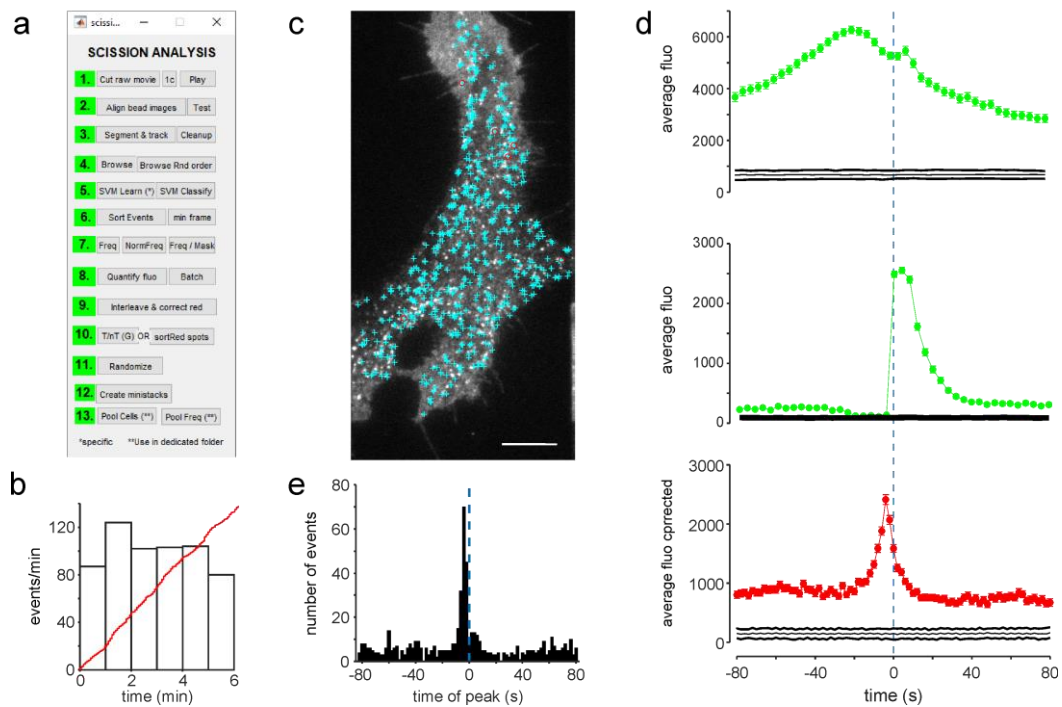 a
scissi...
SCISSION ANALYSIS
1. Cut raw movie 1c Play
2. Align bead images Test
3. Segment & track Cleanup
4. Browse Browse Rnd order
5. SVM Learn (*) SVM Classify
6. Sort Events min frame
7. Freq NormFreq Freq / Mask
8. Quantify fluo Batch
9. Interleave & correct red
10. T/nT (G) OR sortRed spots
11. Randomize
12. Create ministacks
13. Pool Cells (**) Pool Freq (**)
*specific **Use in dedicated folder
b
events/min
120
80
40
0
0 2 4 6
time (min)
c
e
number of events
80
60
40
20
0
-80 -40 0 40 80
time of peak (s)
d
average fluo
6000
4000
2000
0
average fluo
3000
2000
1000
0
average fluo cprrected
3000
2000
1000
0
-80 -40 0 40 80
time (s)